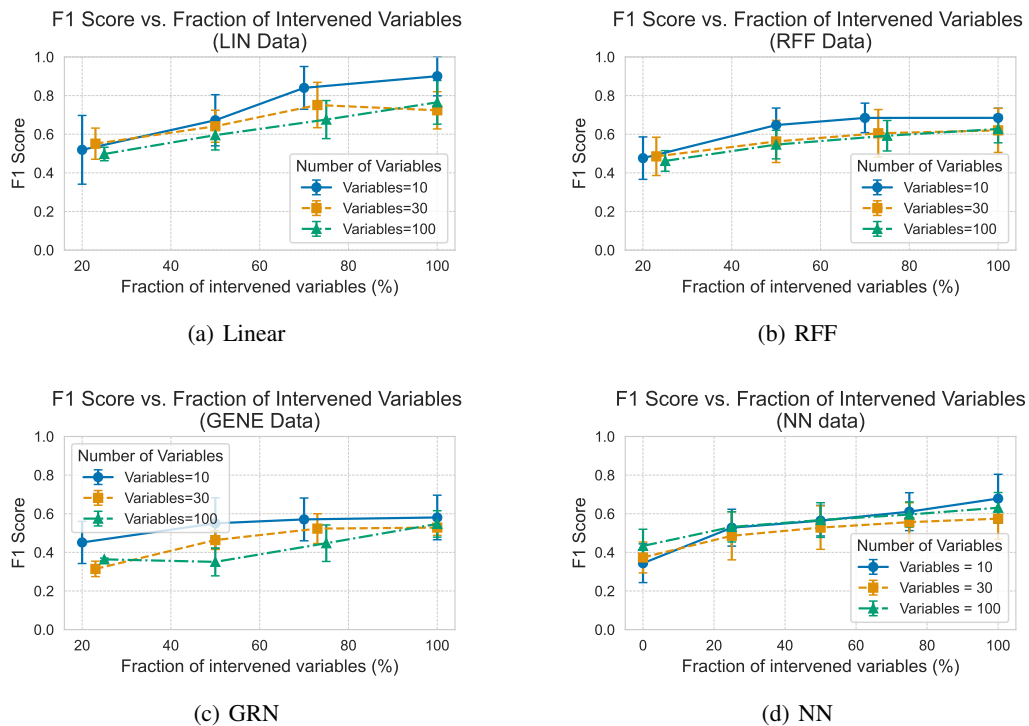 F1 Score vs. Fraction of Intervened Variables
(LIN Data)
1.0
0.8
0.6
0.4
0.2
0.0
F1 Score
Number of Variables
Variables=10
Variables=30
Variables=100
20 40 60 80 100
Fraction of intervened variables (%)
(a) Linear
F1 Score vs. Fraction of Intervened Variables
(RFF Data)
1.0
0.8
0.6
0.4
0.2
0.0
F1 Score
Number of Variables
Variables=10
Variables=30
Variables=100
20 40 60 80 100
Fraction of intervened variables (%)
(b) RFF
F1 Score vs. Fraction of Intervened Variables
(GENE Data)
1.0
0.8
0.6
0.4
0.2
0.0
F1 Score
Number of Variables
Variables=10
Variables=30
Variables=100
20 40 60 80 100
Fraction of intervened variables (%)
(c) GRN
F1 Score vs. Fraction of Intervened Variables
(NN data)
1.0
0.8
0.6
0.4
0.2
0.0
F1 Score
Number of Variables
Variables = 10
Variables = 30
Variables = 100
0 20 40 60 80 100
Fraction of intervened variables (%)
(d) NN